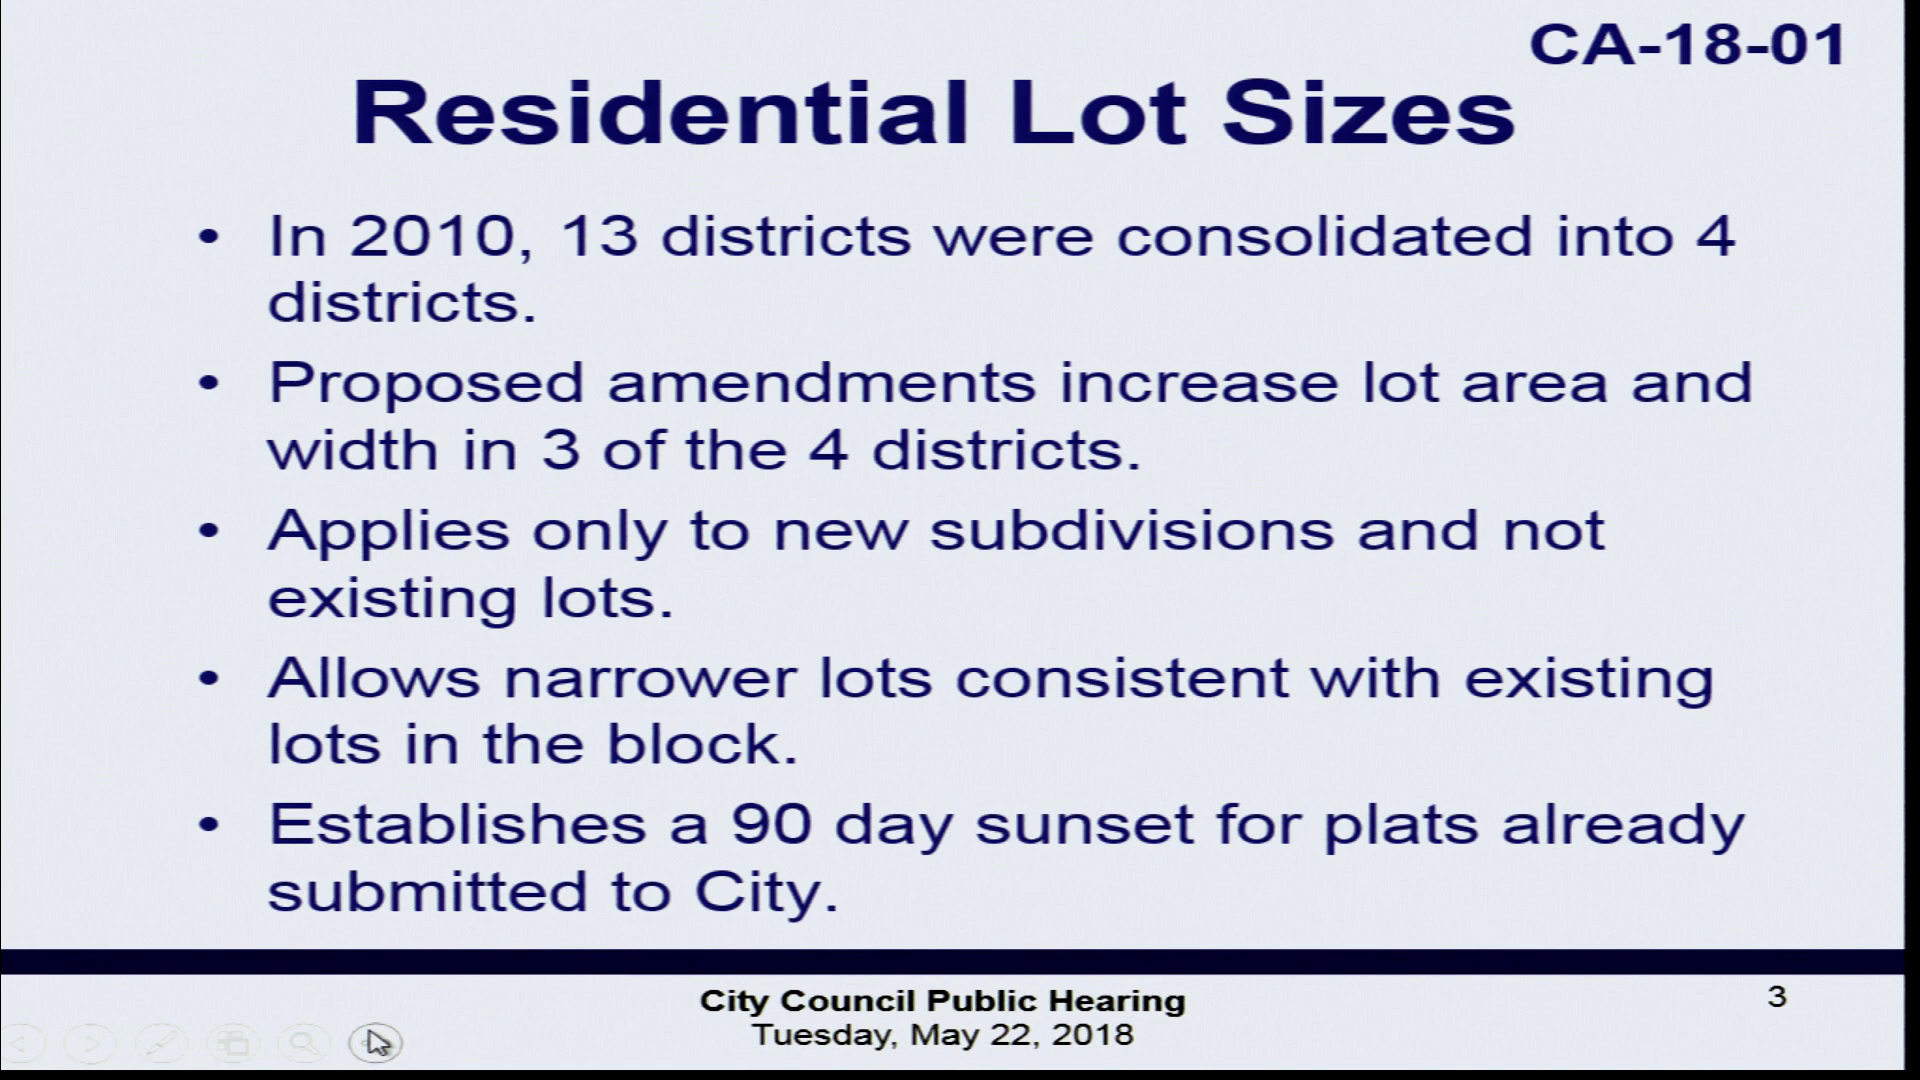 CA-18-01
Residential Lot Sizes
• In 2010, 13 districts were consolidated into 4
districts.
• Proposed amendments increase lot area and
width in 3 of the 4 districts.
• Applies only to new subdivisions and not
existing lots.
• Allows narrower lots consistent with existing
lots in the block.
• Establishes a 90 day sunset for plats already
submitted to City.
City Council Public Hearing
Tuesday, May 22, 2018
3